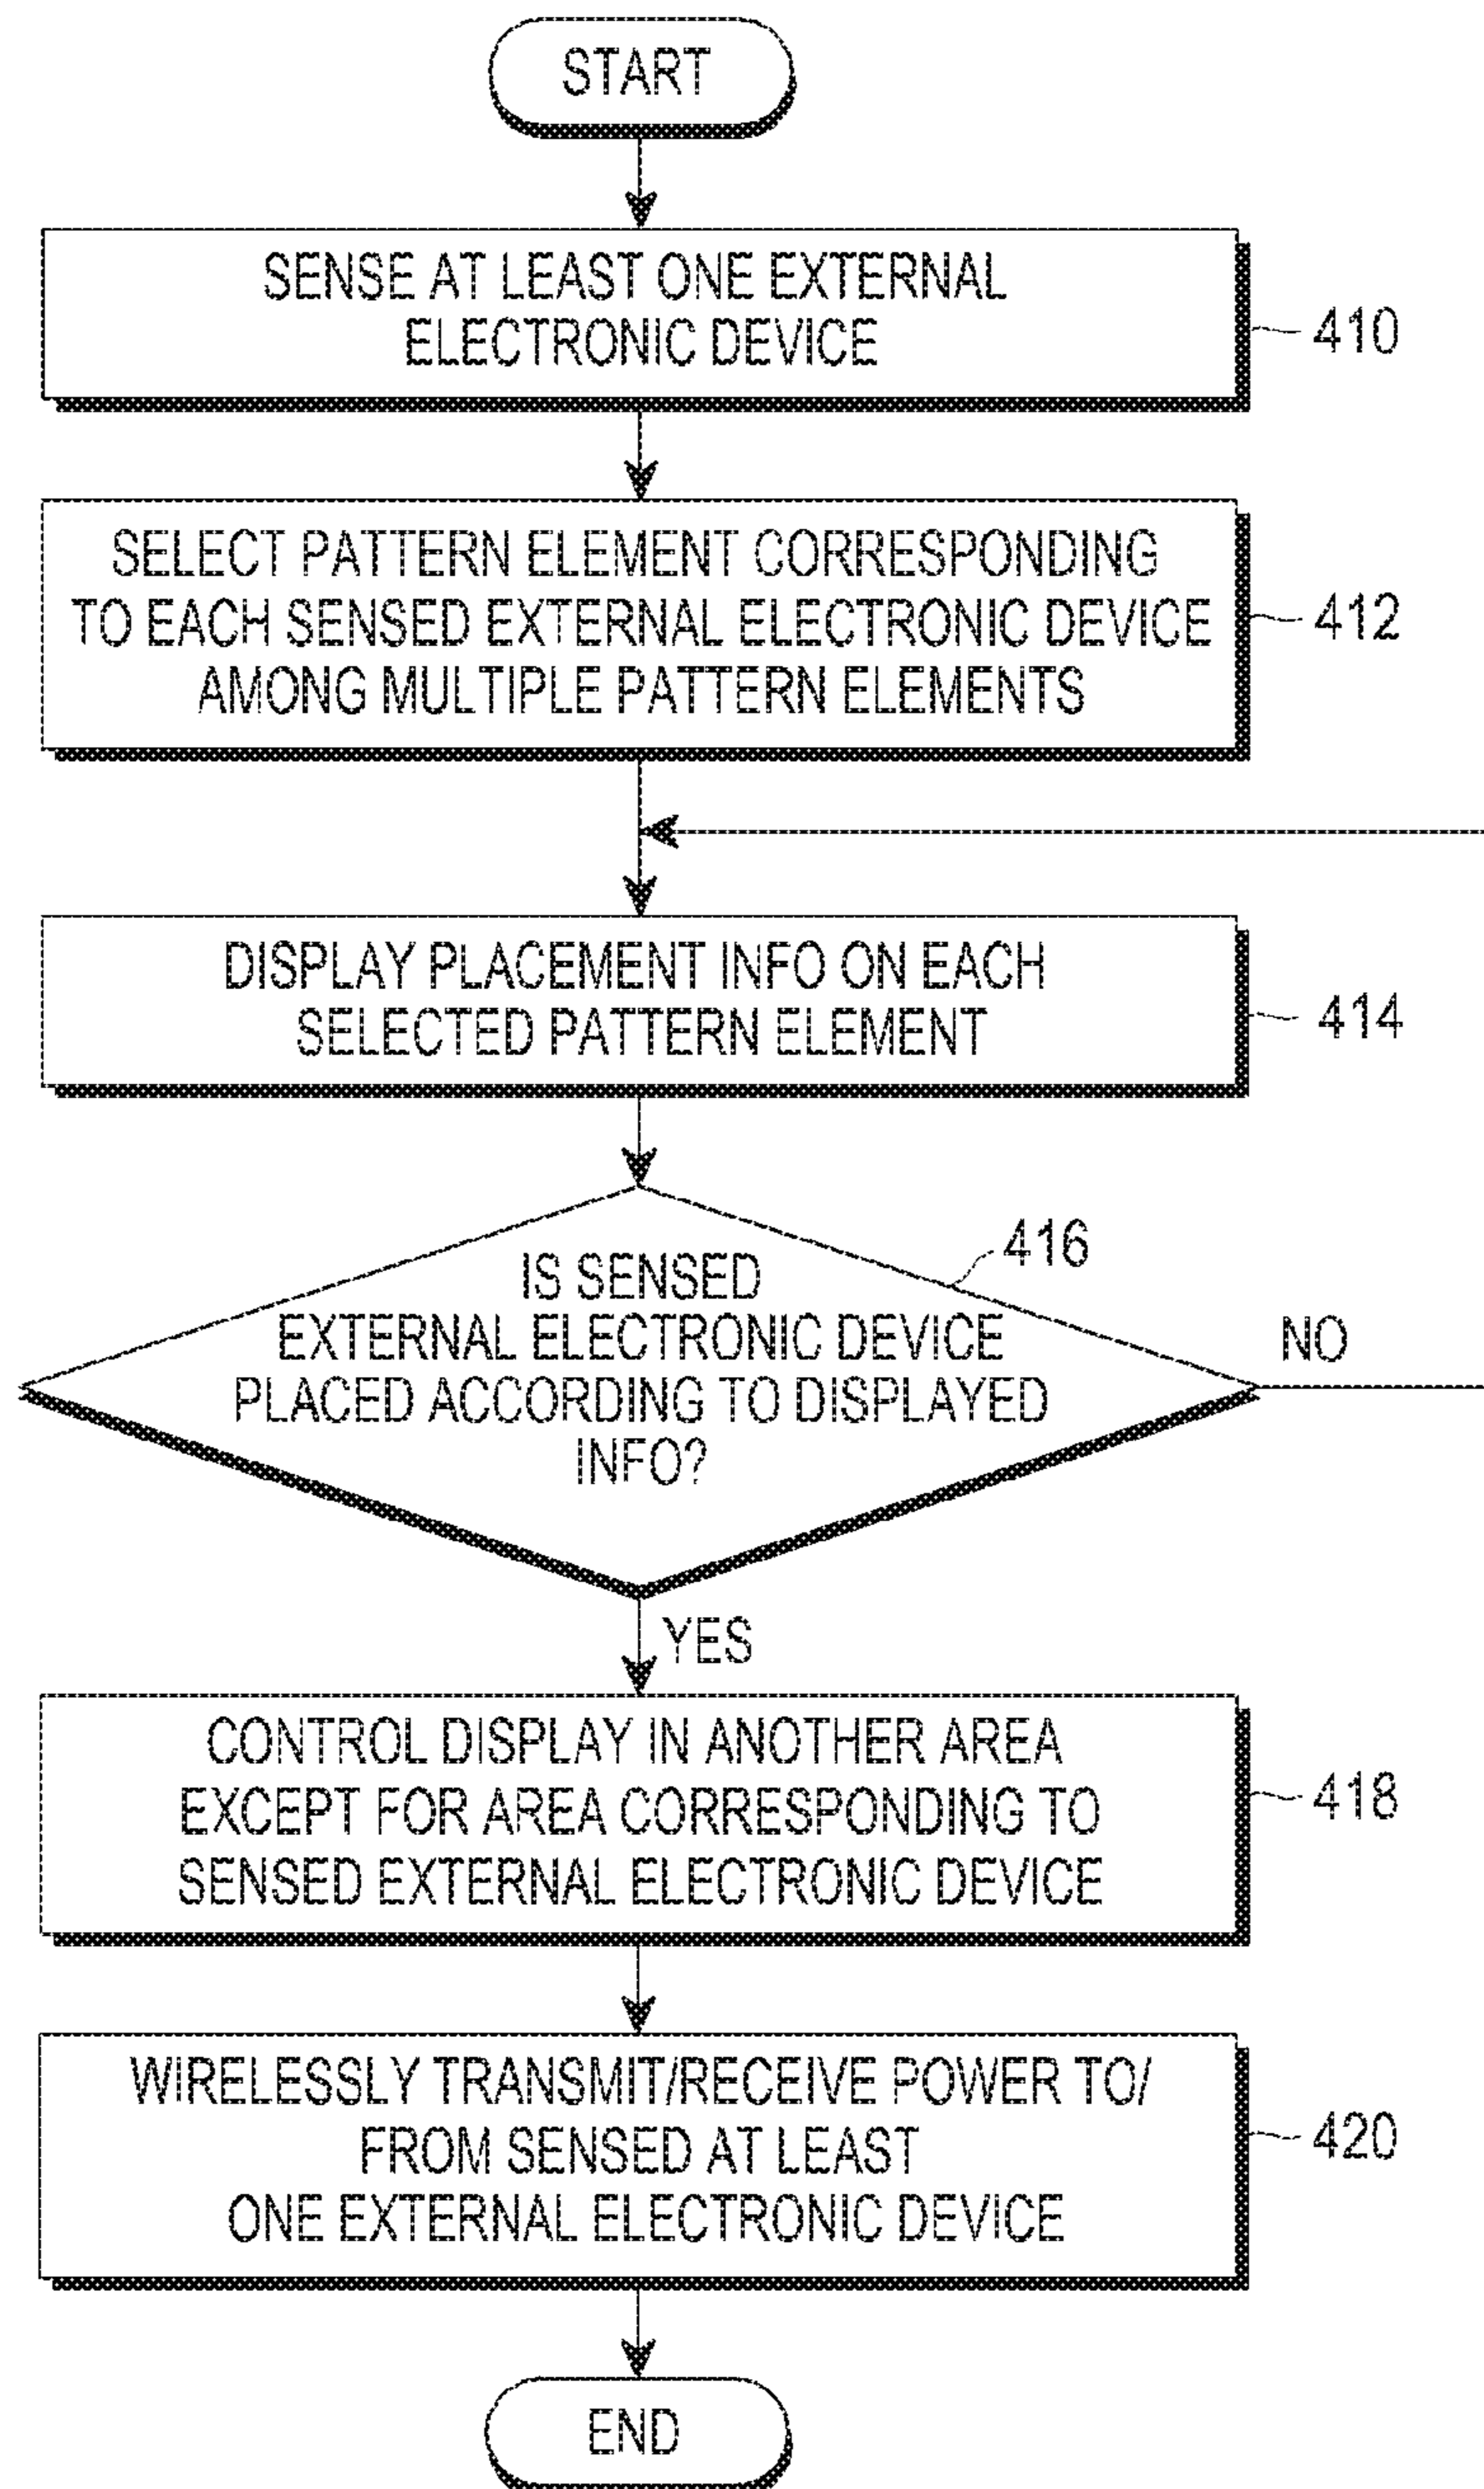 START
SENSE AT LEAST ONE EXTERNAL
ELECTRONIC DEVICE
410
SELECT PATTERN ELEMENT CORRESPONDING
TO EACH SENSED EXTERNAL ELECTRONIC DEVICE
AMONG MULTIPLE PATTERN ELEMENTS
412
DISPLAY PLACEMENT INFO ON EACH
SELECTED PATTERN ELEMENT
414
416
IS SENSED
EXTERNAL ELECTRONIC DEVICE
PLACED ACCORDING TO DISPLAYED
INFO?
NO
YES
CONTROL DISPLAY IN ANOTHER AREA
EXCEPT FOR AREA CORRESPONDING TO
SENSED EXTERNAL ELECTRONIC DEVICE
418
WIRELESSLY TRANSMIT/RECEIVE POWER TO/
FROM SENSED AT LEAST
ONE EXTERNAL ELECTRONIC DEVICE
420
END